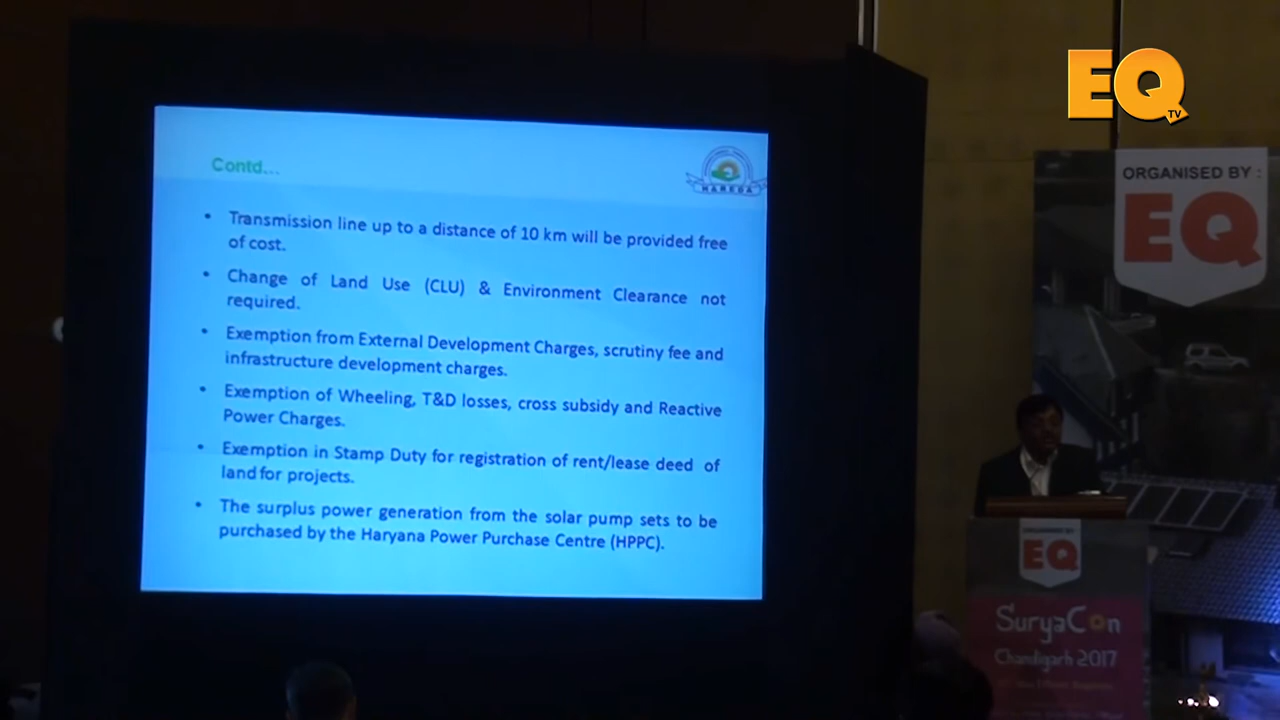 EQ
TV
Contd...
HAREDA
• Transmission line up to a distance of 10 km will be provided free
of cost.
• Change of Land Use (CLU) & Environment Clearance not
required.
• Exemption from External Development Charges, scrutiny fee and
infrastructure development charges.
• Exemption of Wheeling, T&D losses, cross subsidy and Reactive
Power Charges.
• Exemption in Stamp Duty for registration of rent/lease deed of
land for projects.
• The surplus power generation from the solar pump sets to be
purchased by the Haryana Power Purchase Centre (HPPC).
ORGANISED BY :
EQ
ORGANISED BY
EQ
SuryaCon
Chandigarh 2017